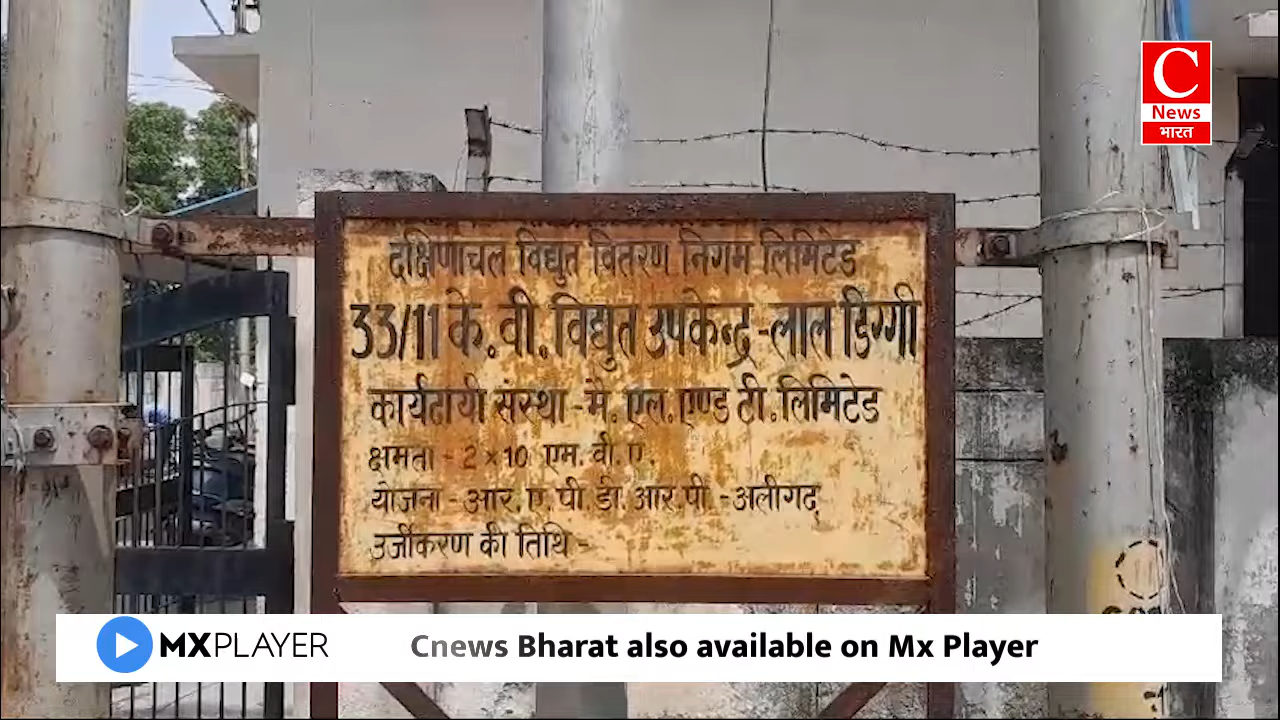 C
News
भारत
दक्षिणाचल विद्युत वितरण निगम लिमिटेड
33/11 के. वी. विद्युत उपकेन्द्र-लाल डिग्गी
कार्यदायी संस्था-मै. एल. एण्ड टी. लिमिटेड
क्षमता - 2 x 10 एम. वी. ए.
योजना - आर. ए. पी. डी. आर. पी. - अलीगढ़
उर्जीकरण की तिथि -
MXPLAYER
Cnews Bharat also available on Mx Player